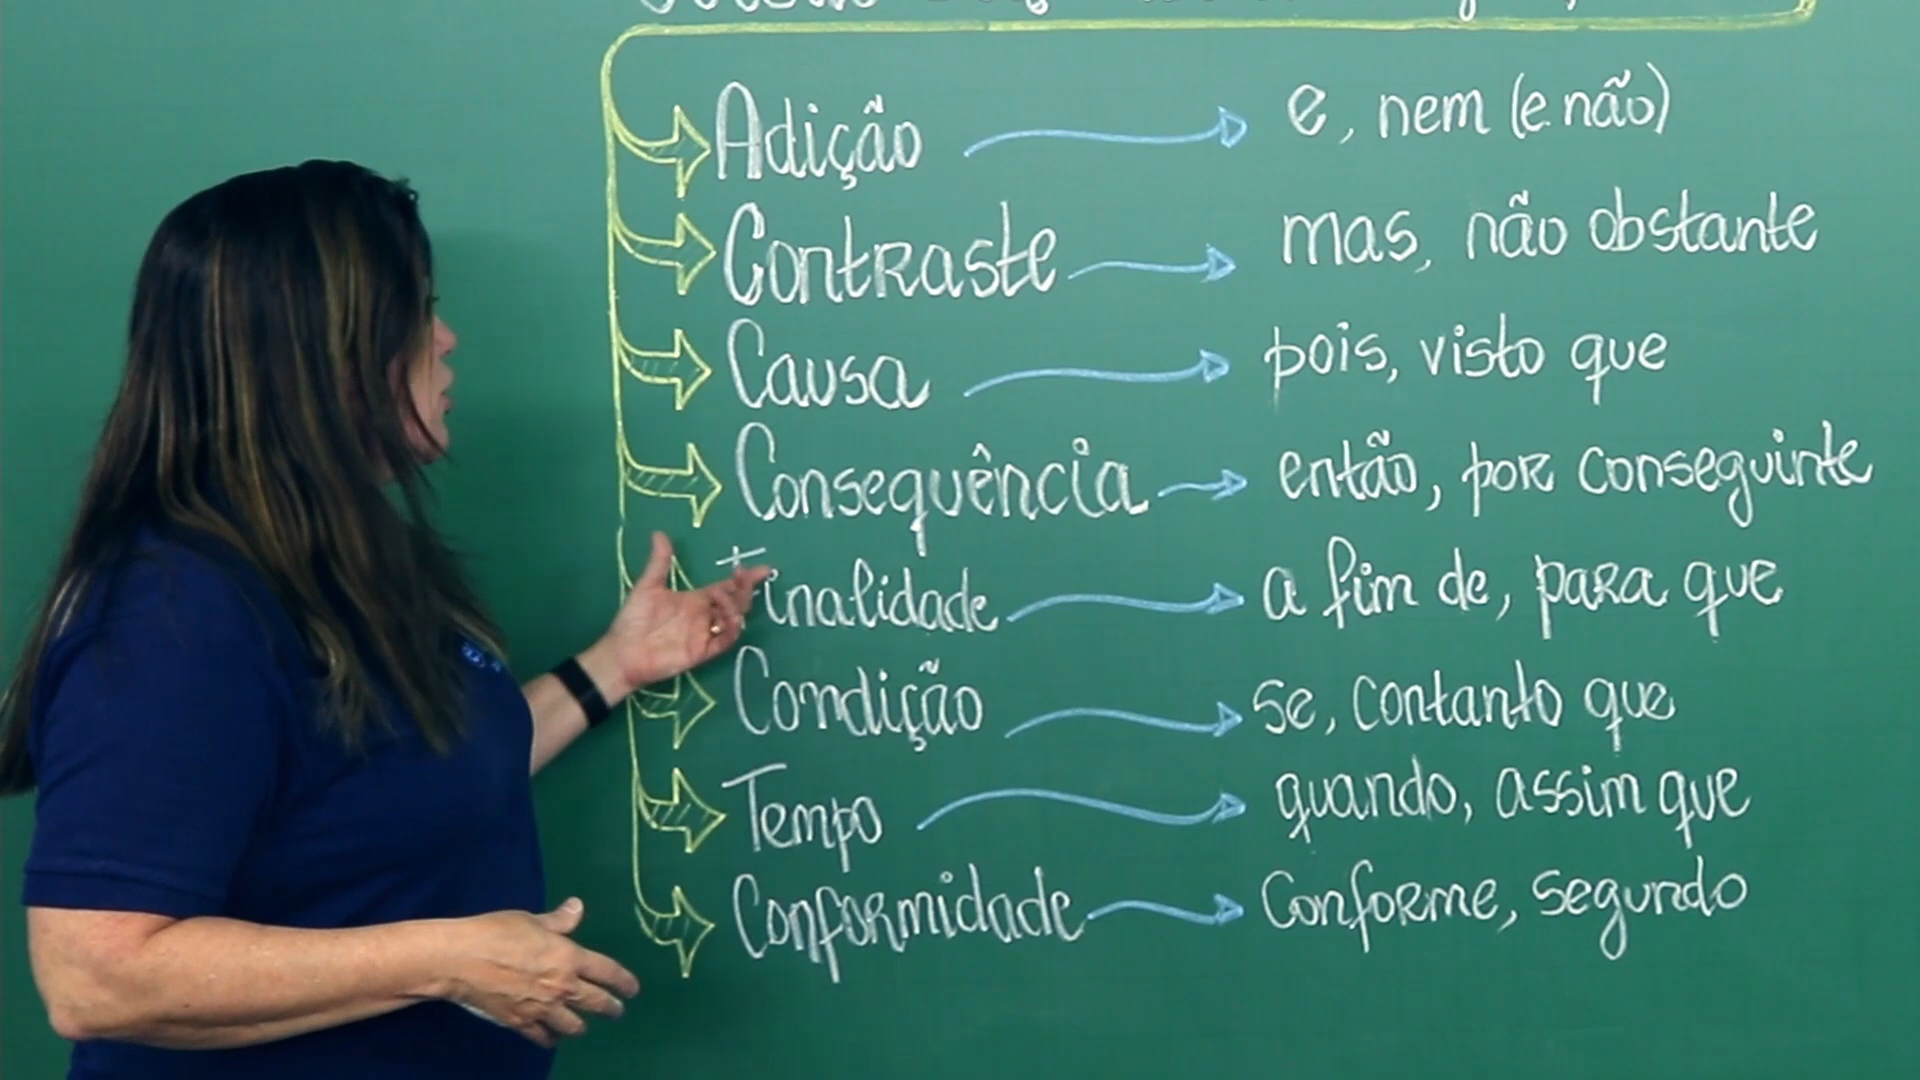 Adição e, nem (e não)
Contraste mas, não obstante
Causa pois, visto que
Consequência então, por conseguinte
Finalidade a fim de, para que
Condição se, contanto que
Tempo quando, assim que
Conformidade Conforme, segundo